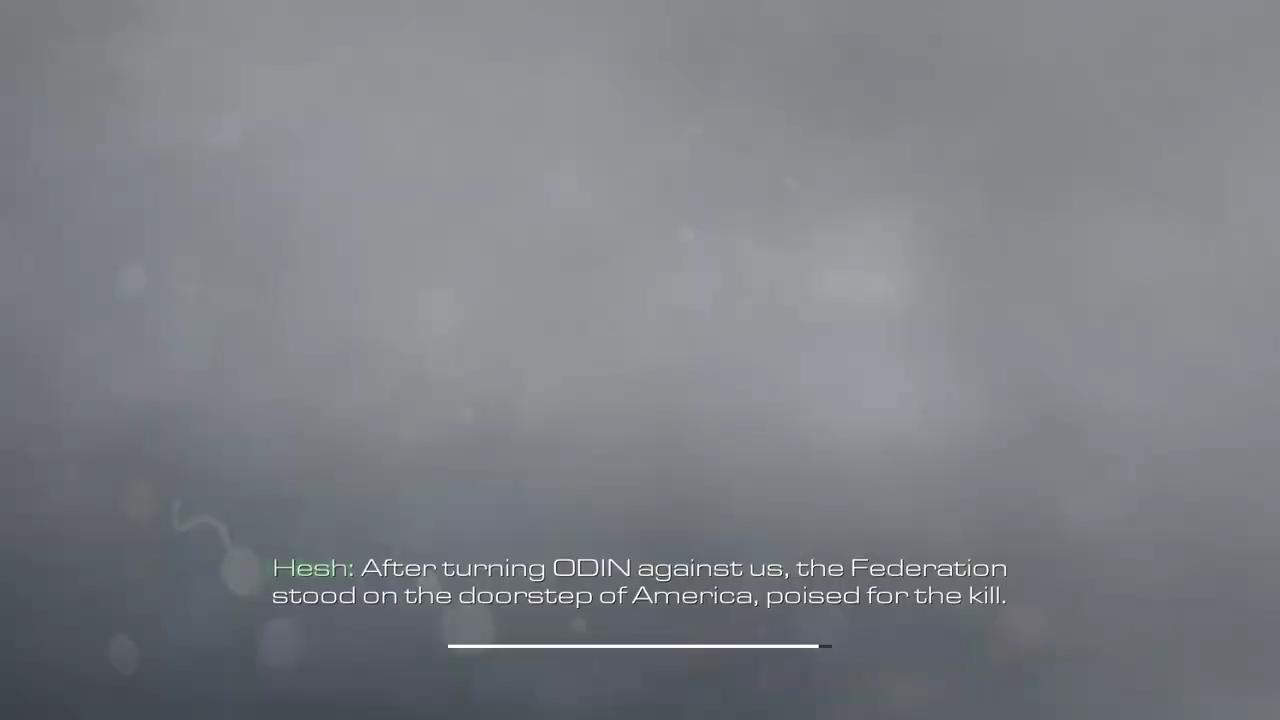 Hesh: After turning ODIN against us, the Federation
stood on the doorstep of America, poised for the kill.